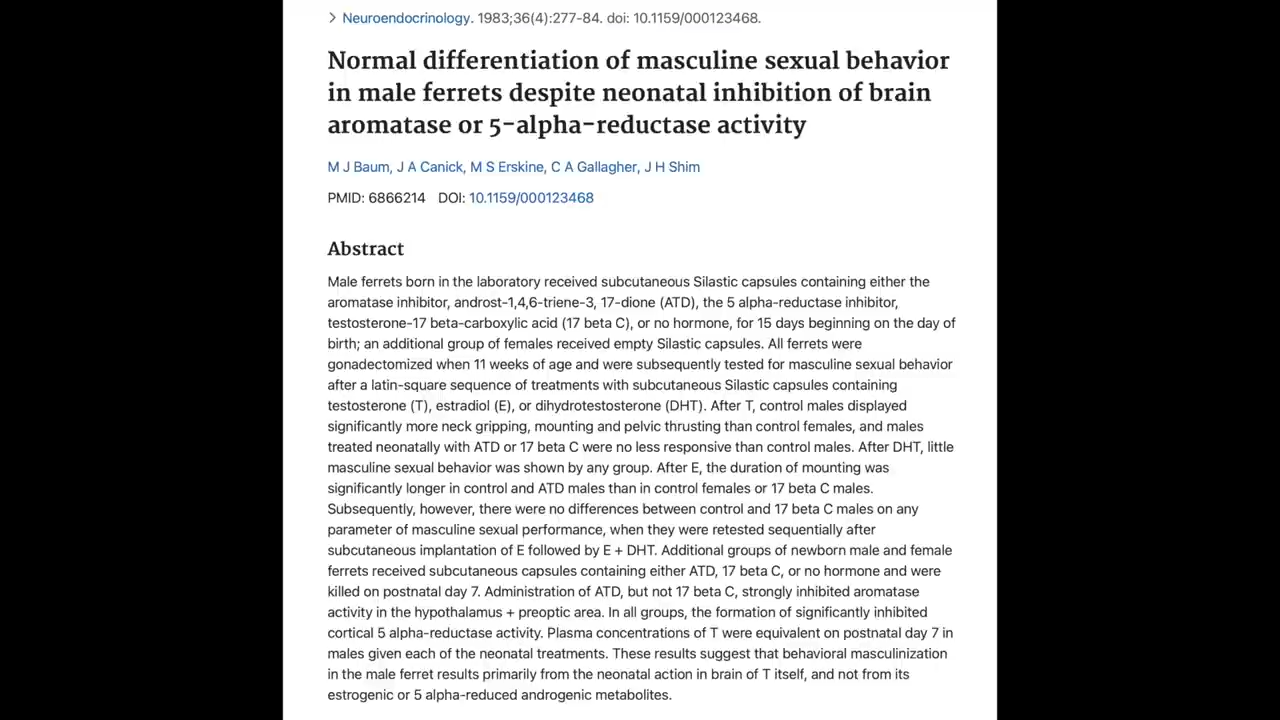 > Neuroendocrinology. 1983;36(4):277-84. doi: 10.1159/000123468.
Normal differentiation of masculine sexual behavior
in male ferrets despite neonatal inhibition of brain
aromatase or 5-alpha-reductase activity
M J Baum, J A Canick, M S Erskine, C A Gallagher, J H Shim
PMID: 6866214 DOI: 10.1159/000123468
Abstract
Male ferrets born in the laboratory received subcutaneous Silastic capsules containing either the
aromatase inhibitor, androst-1,4,6-triene-3, 17-dione (ATD), the 5 alpha-reductase inhibitor,
testosterone-17 beta-carboxylic acid (17 beta C), or no hormone, for 15 days beginning on the day of
birth; an additional group of females received empty Silastic capsules. All ferrets were
gonadectomized when 11 weeks of age and were subsequently tested for masculine sexual behavior
after a latin-square sequence of treatments with subcutaneous Silastic capsules containing
testosterone (T), estradiol (E), or dihydrotestosterone (DHT). After T, control males displayed
significantly more neck gripping, mounting and pelvic thrusting than control females, and males
treated neonatally with ATD or 17 beta C were no less responsive than control males. After DHT, little
masculine sexual behavior was shown by any group. After E, the duration of mounting was
significantly longer in control and ATD males than in control females or 17 beta C males.
Subsequently, however, there were no differences between control and 17 beta C males on any
parameter of masculine sexual performance, when they were retested sequentially after
subcutaneous implantation of E followed by E + DHT. Additional groups of newborn male and female
ferrets received subcutaneous capsules containing either ATD, 17 beta C, or no hormone and were
killed on postnatal day 7. Administration of ATD, but not 17 beta C, strongly inhibited aromatase
activity in the hypothalamus + preoptic area. In all groups, the formation of significantly inhibited
cortical 5 alpha-reductase activity. Plasma concentrations of T were equivalent on postnatal day 7 in
males given each of the neonatal treatments. These results suggest that behavioral masculinization
in the male ferret results primarily from the neonatal action in brain of T itself, and not from its
estrogenic or 5 alpha-reduced androgenic metabolites.